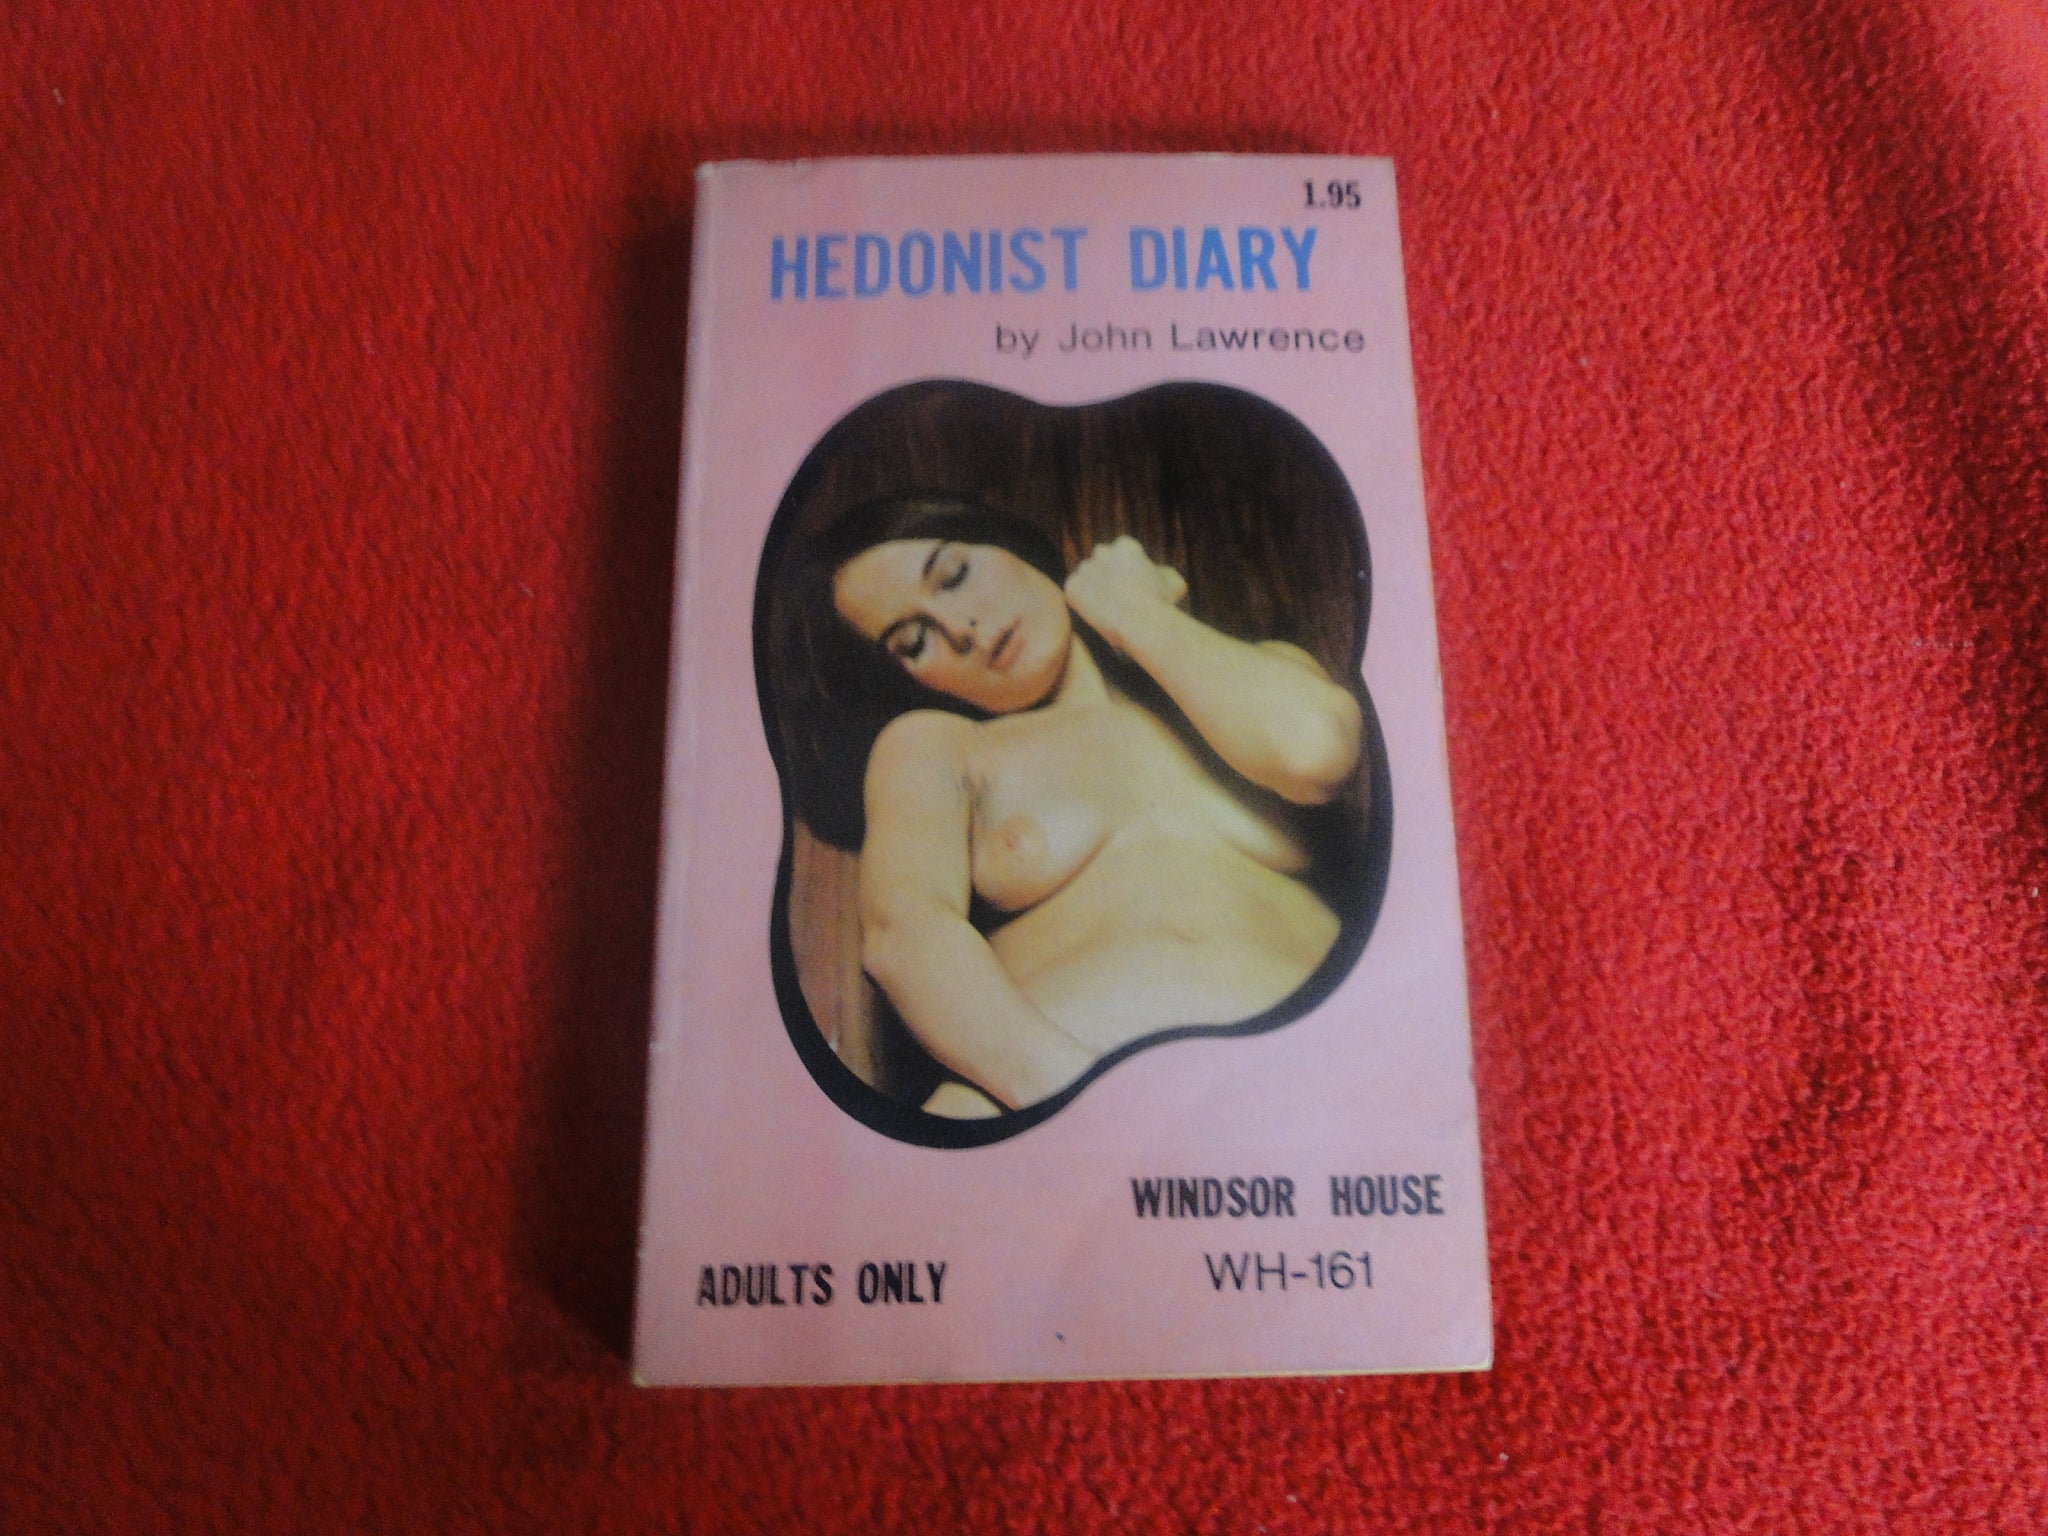 1.95
HEDONIST DIARY
by John Lawrence
WINDSOR HOUSE
ADULTS ONLY
WH-161